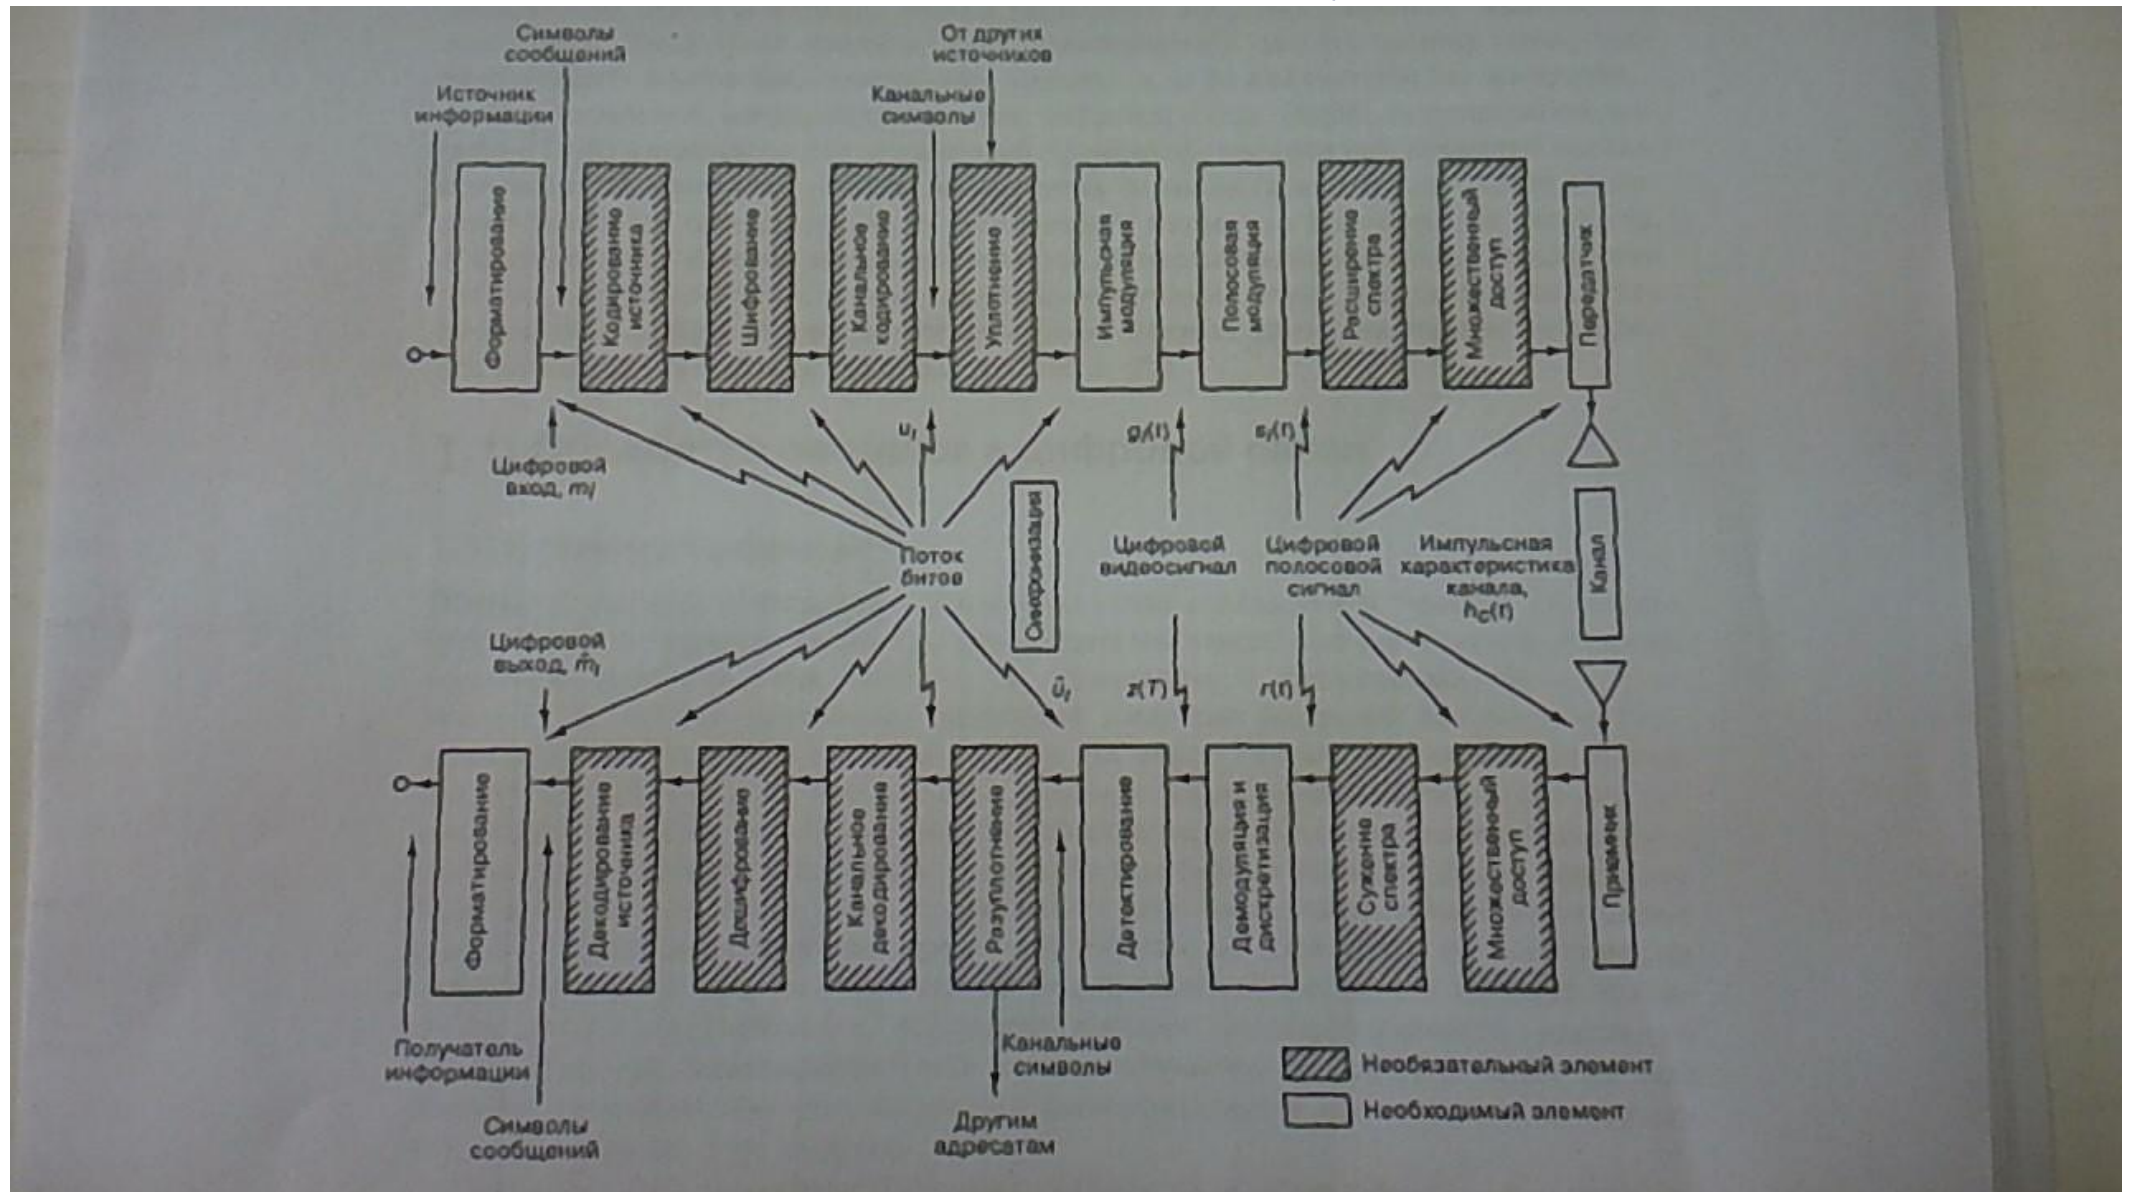 Символы
сообщений
От других
источников
Источник
информации
Канальные
символы
Форматирование
Кодирование
источника
Шифрование
Канальное
кодирование
Уплотнение
Импульсная
модуляция
Полосовая
модуляция
Расширение
спектра
Множественный
доступ
Передатчик
Цифровой
вход, mi
ui
gi(t)
si(t)
Поток
битов
Синхронизация
Цифровой
видеосигнал
Цифровой
полосовой
сигнал
Импульсная
характеристика
канала,
hc(t)
Канал
Цифровой
выход, m̂i
ûi
z(T)
r(t)
Форматирование
Декодирование
источника
Дешифрование
Канальное
декодирование
Разуплотнение
Детектирование
Демодуляция и
дискретизация
Сужение
спектра
Множественный
доступ
Приемник
Получатель
информации
Символы
сообщений
Канальные
символы
Другим
адресатам
Необязательный элемент
Необходимый элемент